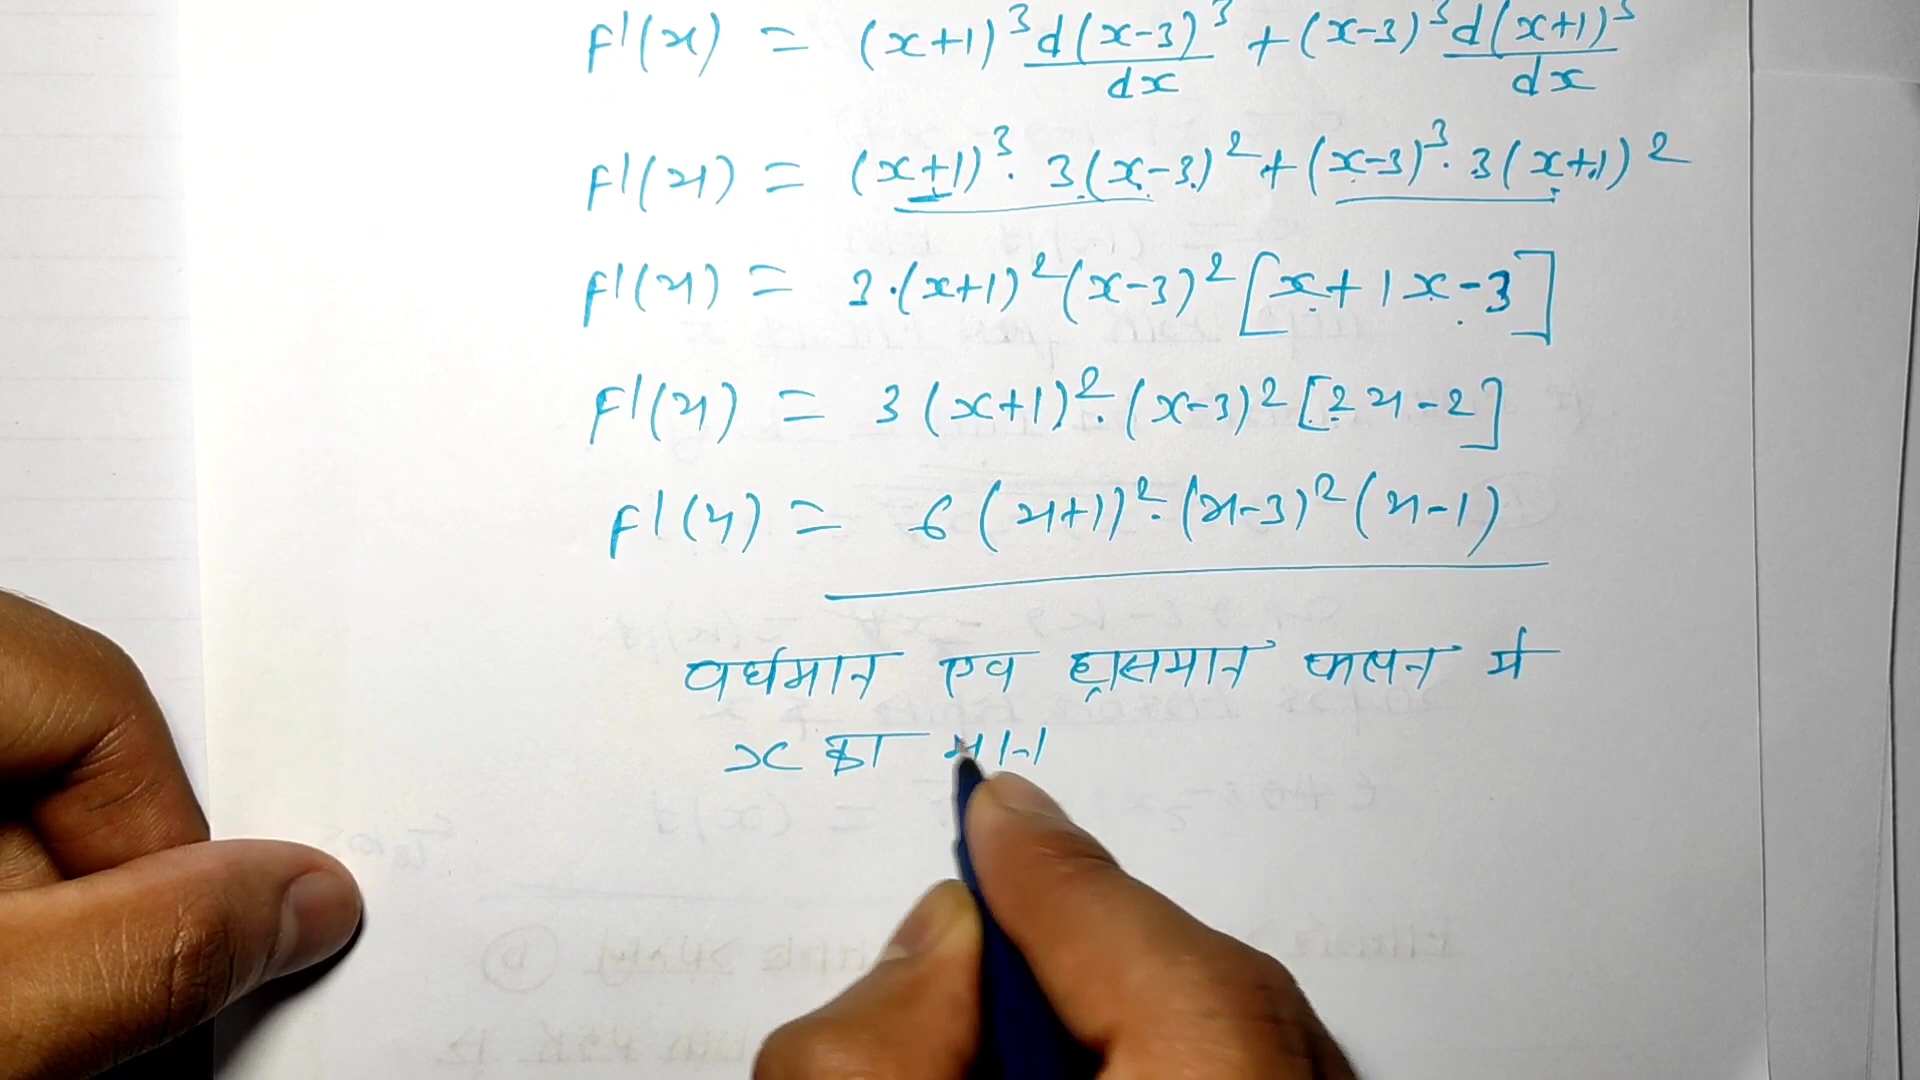 F'(x) = (x+1)³ d(x-3)³/dx + (x-3)³ d(x+1)³/dx
F'(x) = (x+1)³. 3(x-3)² + (x-3)³. 3(x+1)²
F'(x) = 3.(x+1)² (x-3)² [x+1x-3]
F'(x) = 3(x+1)². (x-3)² [2x-2]
F'(x) = 6(x+1)². (x-3)² (x-1)
वर्धमान एव ह्रासमान फलन मे
x का मान